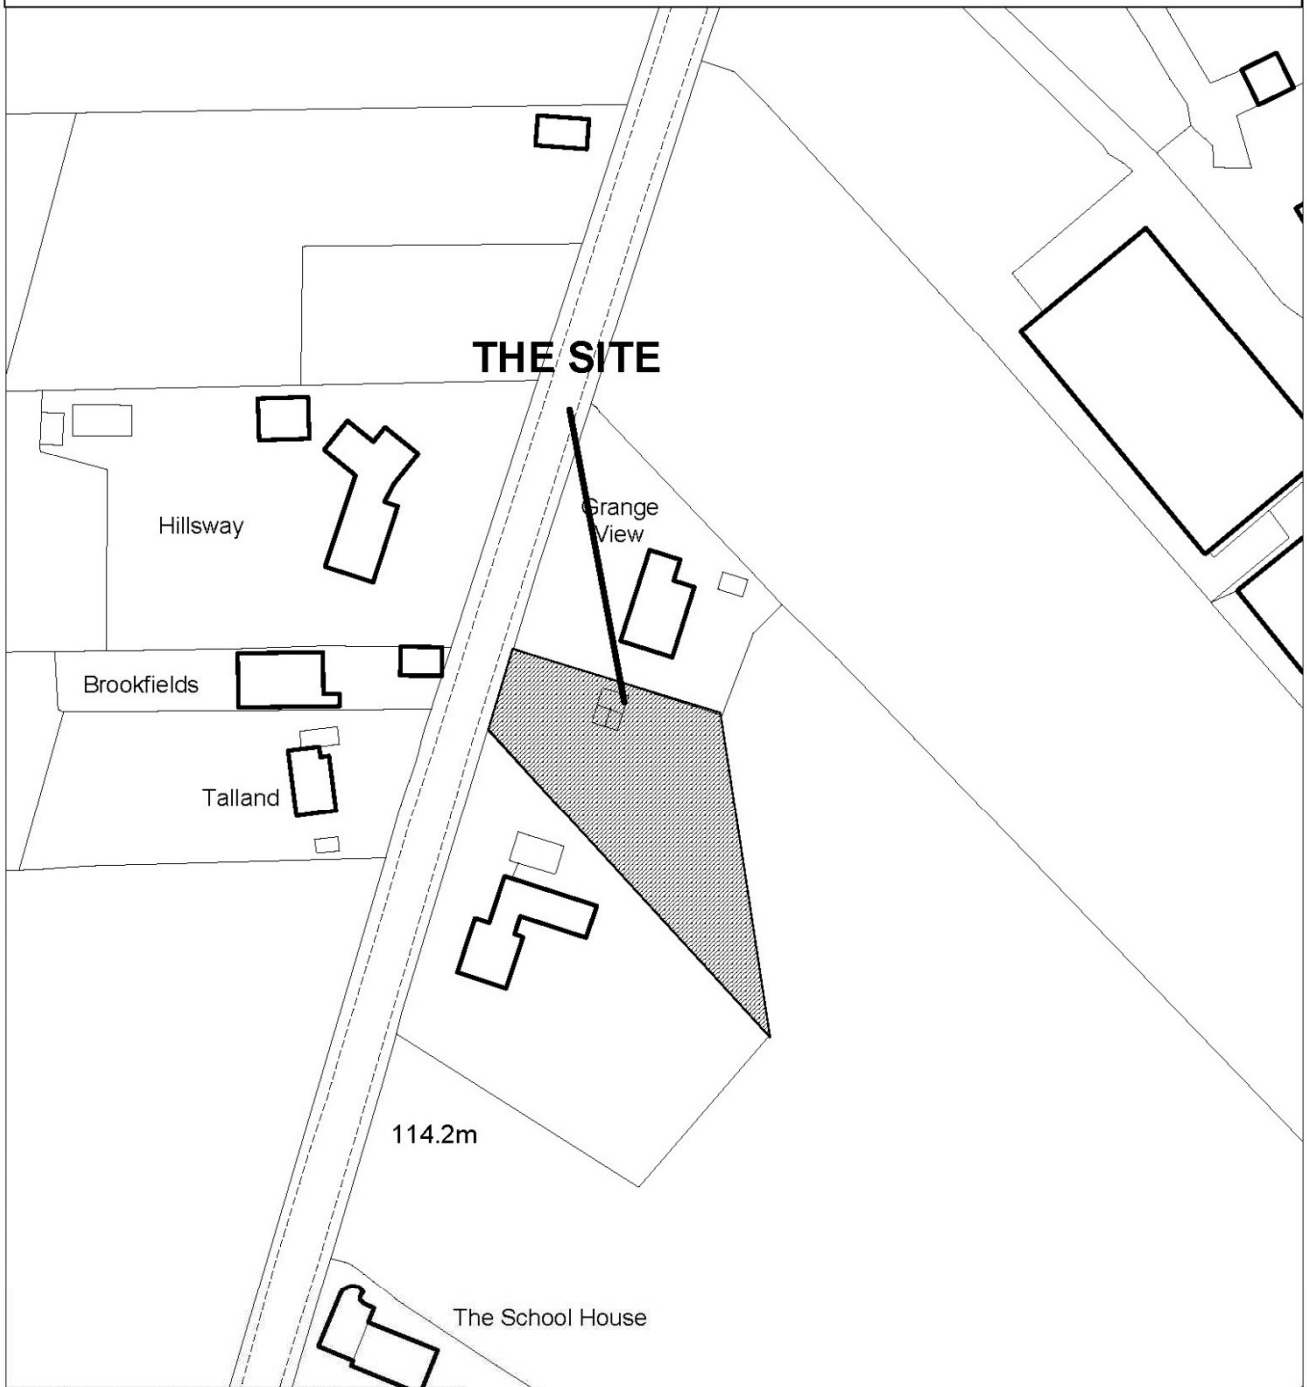 THE SITE
Grange
View
Hillsway
Brookfields
Talland
114.2m
The School House